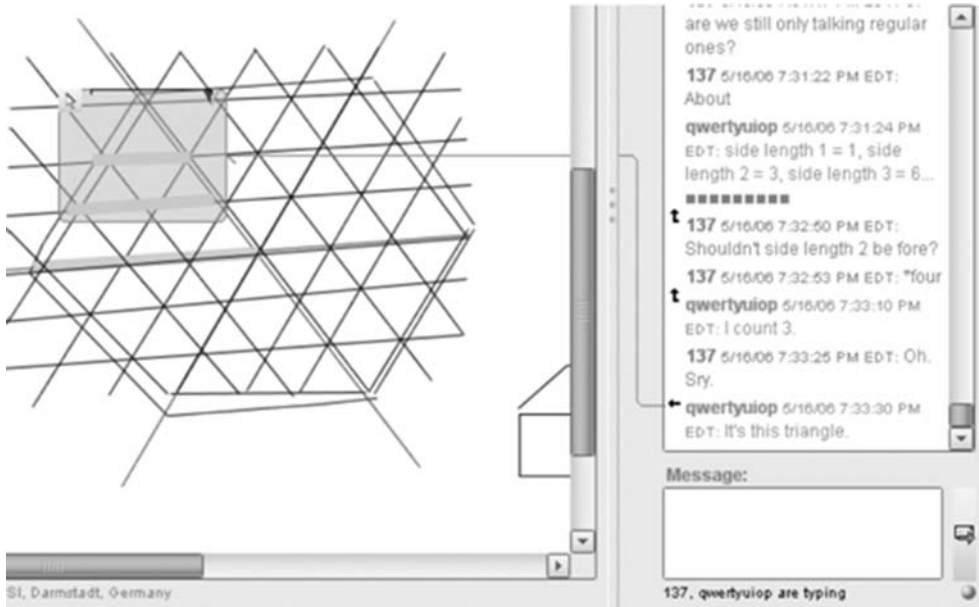 are we still only talking regular
ones?
137 5/16/06 7:31:22 PM EDT:
About
qwertyuiop 5/16/06 7:31:24 PM
EDT: side length 1 = 1, side
length 2 = 3, side length 3 = 6...
137 5/16/06 7:32:50 PM EDT:
Shouldn't side length 2 be fore?
137 5/16/06 7:32:53 PM EDT: "four
qwertyuiop 5/16/06 7:33:10 PM
EDT: I count 3.
137 5/16/06 7:33:25 PM EDT: Oh.
Sry.
qwertyuiop 5/16/06 7:33:30 PM
EDT: It's this triangle.
Message:
137, qwertyuiop are typing
SI, Darmstadt, Germany